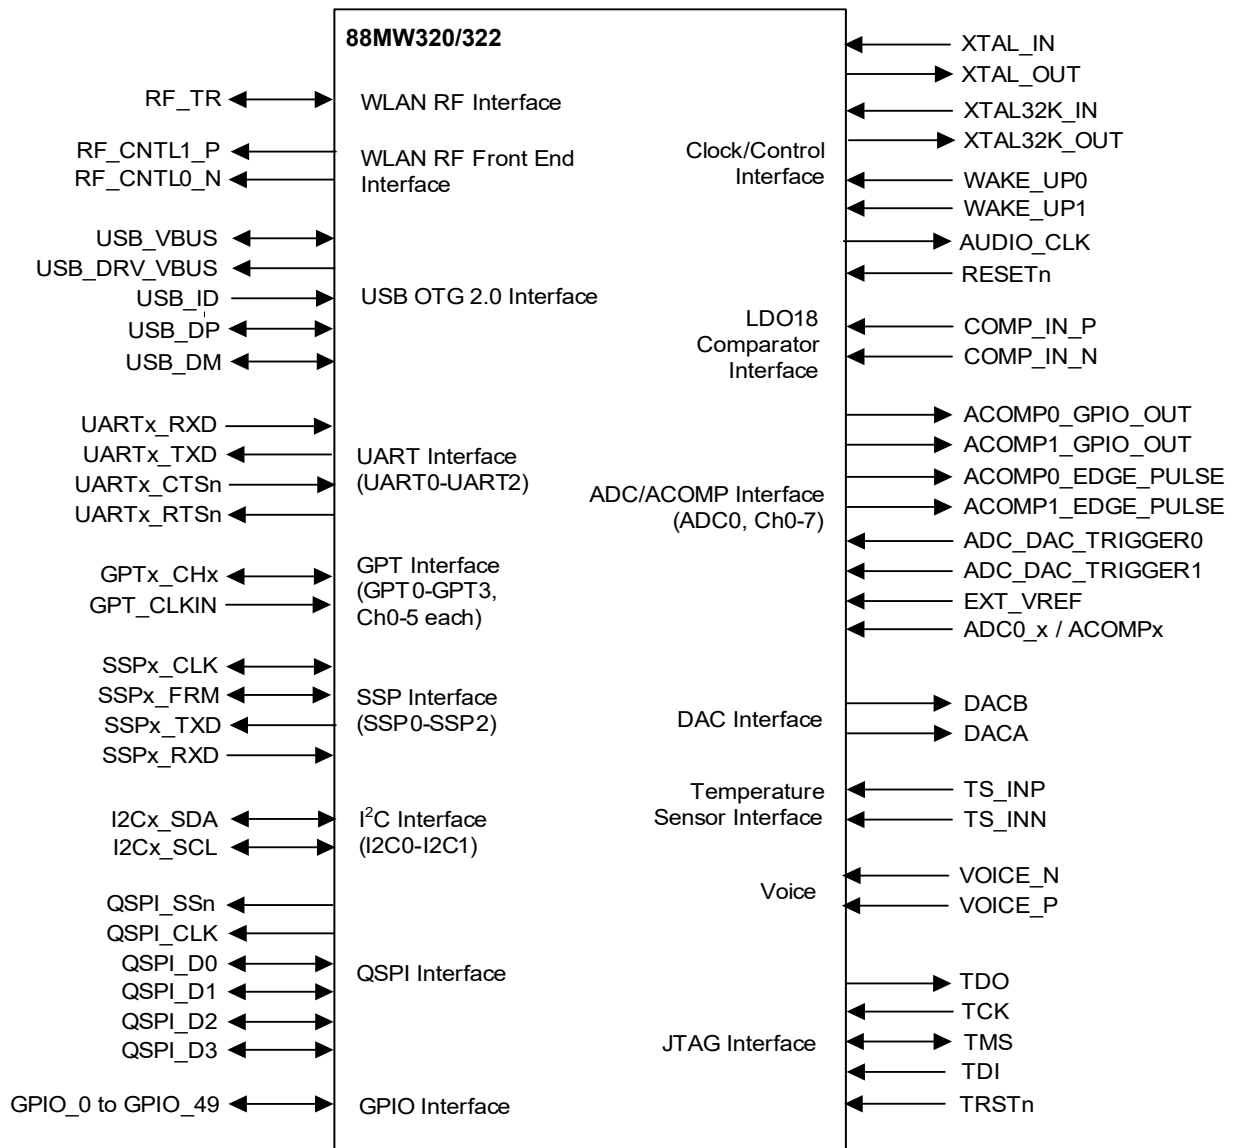 88MW320/322
RF_TR
WLAN RF Interface
RF_CNTL1_P
RF_CNTL0_N
WLAN RF Front End
Interface
USB_VBUS
USB_DRV_VBUS
USB_ID
USB_DP
USB_DM
USB OTG 2.0 Interface
UARTx_RXD
UARTx_TXD
UARTx_CTSn
UARTx_RTSn
UART Interface
(UART0-UART2)
GPTx_CHx
GPT_CLKIN
GPT Interface
(GPT0-GPT3,
Ch0-5 each)
SSPx_CLK
SSPx_FRM
SSPx_TXD
SSPx_RXD
SSP Interface
(SSP0-SSP2)
I2Cx_SDA
I2Cx_SCL
I²C Interface
(I2C0-I2C1)
QSPI_SSn
QSPI_CLK
QSPI_D0
QSPI_D1
QSPI_D2
QSPI_D3
QSPI Interface
GPIO_0 to GPIO_49
GPIO Interface
Clock/Control
Interface
XTAL_IN
XTAL_OUT
XTAL32K_IN
XTAL32K_OUT
WAKE_UP0
WAKE_UP1
AUDIO_CLK
RESETn
LDO18
Comparator
Interface
COMP_IN_P
COMP_IN_N
ADC/ACOMP Interface
(ADC0, Ch0-7)
ACOMP0_GPIO_OUT
ACOMP1_GPIO_OUT
ACOMP0_EDGE_PULSE
ACOMP1_EDGE_PULSE
ADC_DAC_TRIGGER0
ADC_DAC_TRIGGER1
EXT_VREF
ADC0_x / ACOMPx
DAC Interface
DACB
DACA
Temperature
Sensor Interface
TS_INP
TS_INN
Voice
VOICE_N
VOICE_P
JTAG Interface
TDO
TCK
TMS
TDI
TRSTn